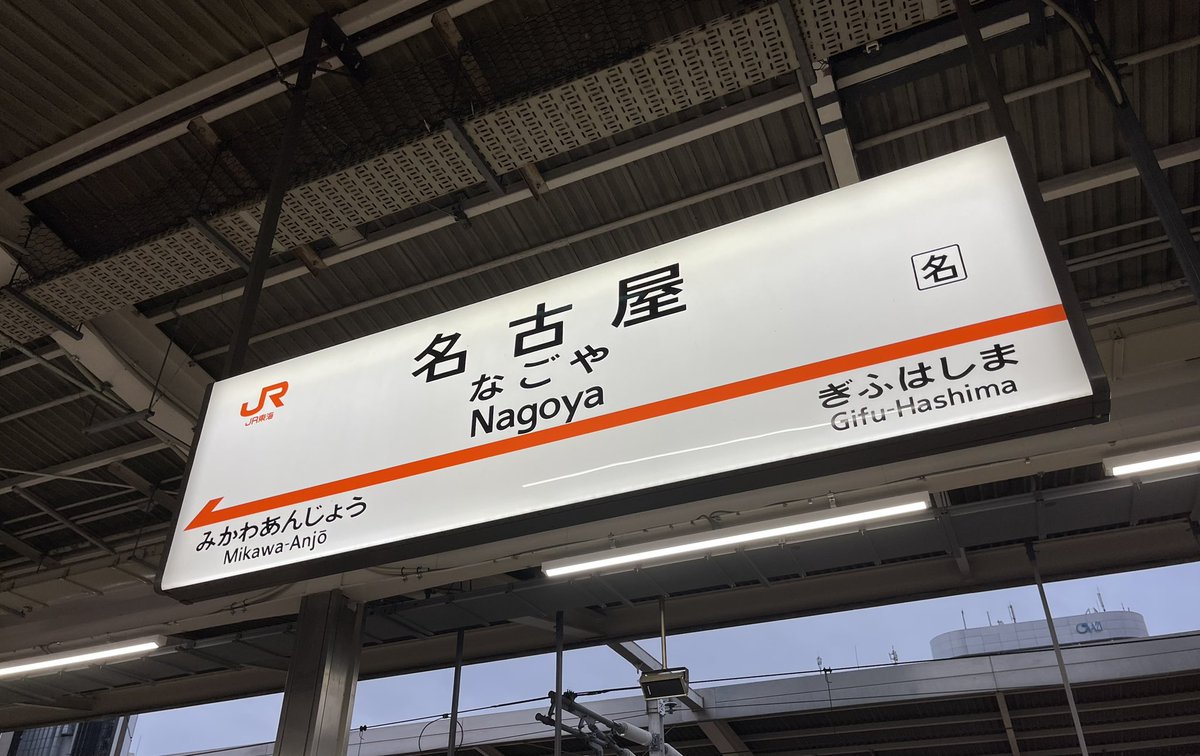 JR
JR東海
名古屋
なごや
Nagoya
名
みかわあんじょう
Mikawa-Anjō
ぎふはしま
Gifu-Hashima